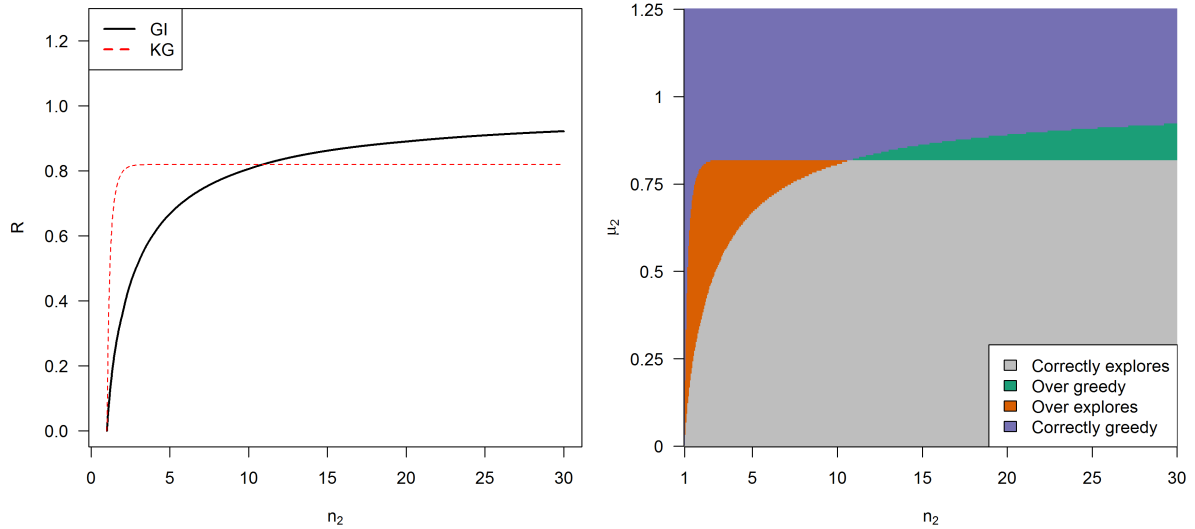 GI
KG
1.2
1.0
0.8
0.6
0.4
0.2
0.0
R
0 5 10 15 20 25 30
n₂
1.25
1
0.75
0.5
0.25
0
μ₂
Correctly explores
Over greedy
Over explores
Correctly greedy
1 5 10 15 20 25 30
n₂